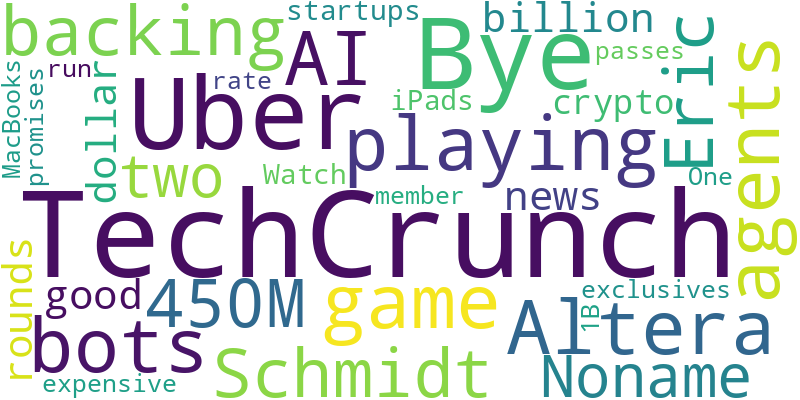 startups
backing
billion
Bye
Eric
AI
passes
agents
MacBooks
run
promises
dollar
rate
Uber
iPads
crypto
playing
two
Watch
One
member
news
TechCrunch
rounds
good
450M
game
exclusives
1B
Altera
bots
Schmidt
Noname
expensive